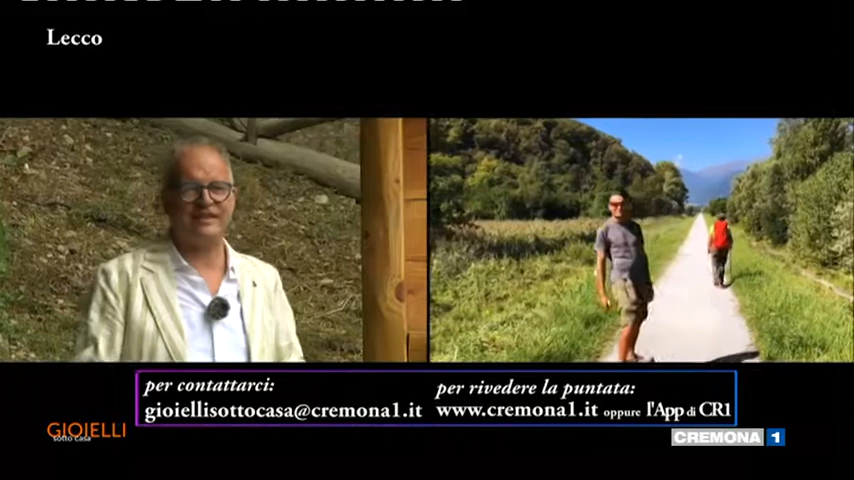 Lecco
per contattarci:
gioiellisottocasa@cremona1.it
per rivedere la puntata:
www.cremona1.it oppure l'App di CR1
GIOIELLI
sotto casa
CREMONA 1